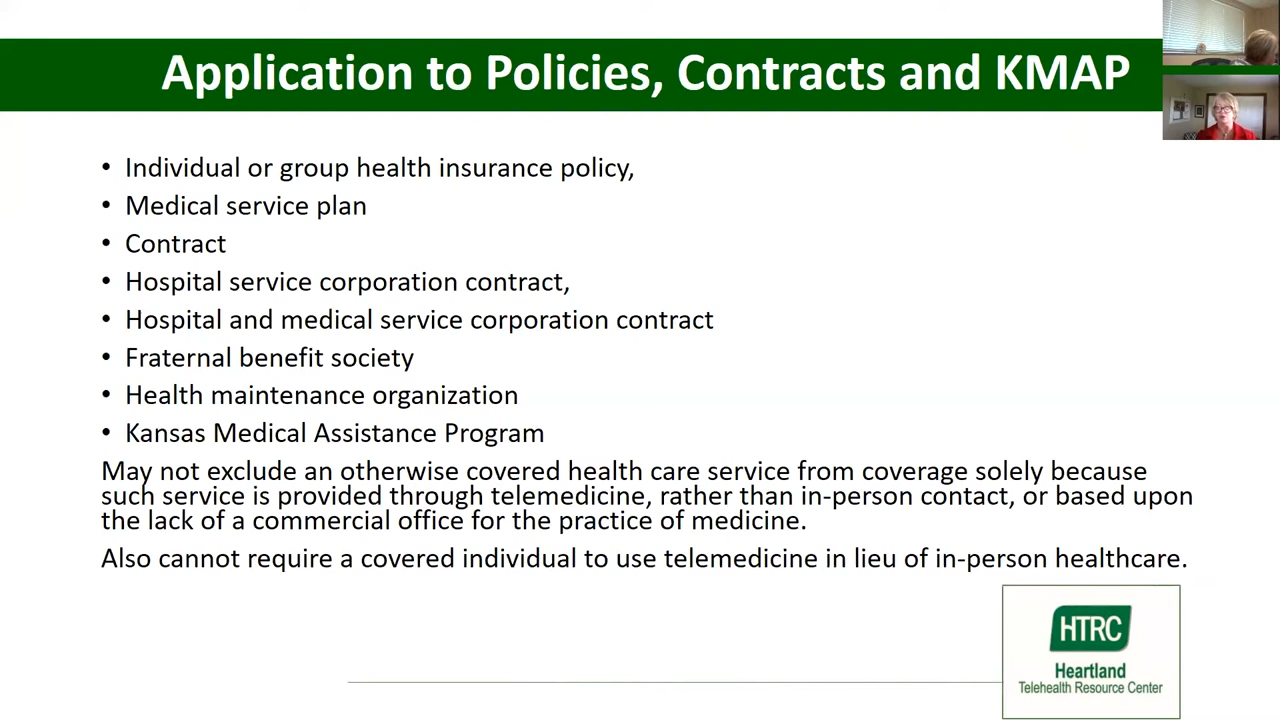 Application to Policies, Contracts and KMAP
• Individual or group health insurance policy,
• Medical service plan
• Contract
• Hospital service corporation contract,
• Hospital and medical service corporation contract
• Fraternal benefit society
• Health maintenance organization
• Kansas Medical Assistance Program
May not exclude an otherwise covered health care service from coverage solely because
such service is provided through telemedicine, rather than in-person contact, or based upon
the lack of a commercial office for the practice of medicine.
Also cannot require a covered individual to use telemedicine in lieu of in-person healthcare.
HTRC
Heartland
Telehealth Resource Center